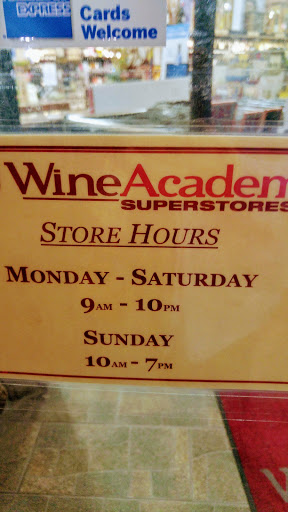 EXPRESS
Cards
Welcome
WineAcadem
SUPERSTORES
STORE HOURS
MONDAY - SATURDAY
9AM - 10PM
SUNDAY
10AM - 7PM